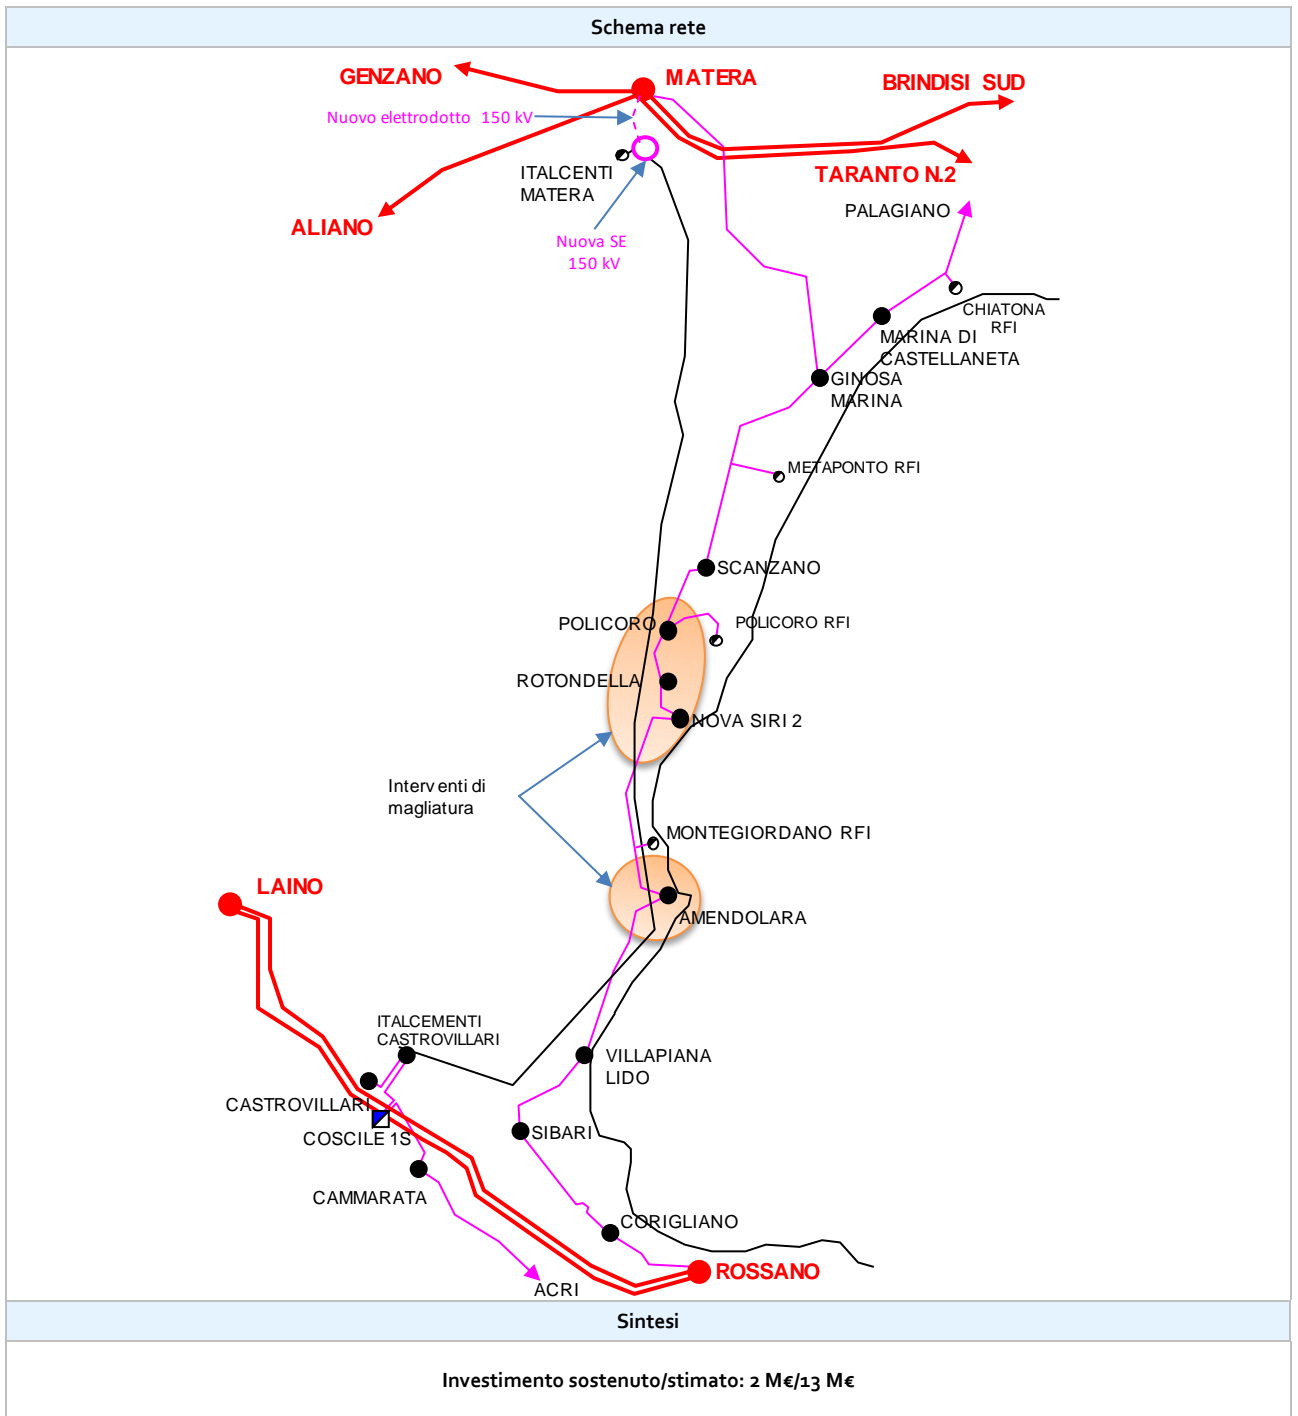 Schema rete
GENZANO
MATERA
BRINDISI SUD
Nuovo elettrodotto 150 kV
ITALCENTI
MATERA
TARANTO N.2
PALAGIANO
ALIANO
Nuova SE
150 kV
CHIATONA
RFI
MARINA DI
CASTELLANETA
GINOSA
MARINA
METAPONTO RFI
SCANZANO
POLICORO
POLICORO RFI
ROTONDELLA
NOVA SIRI 2
Interventi di
magliatura
MONTEGIORDANO RFI
LAINO
AMENDOLARA
ITALCEMENTI
CASTROVILLARI
VILLAPIANA
LIDO
CASTROVILLARI
COSCILE 1S
SIBARI
CAMMARATA
CORIGLIANO
ROSSANO
ACRI
Sintesi
Investimento sostenuto/stimato: 2 M€/13 M€